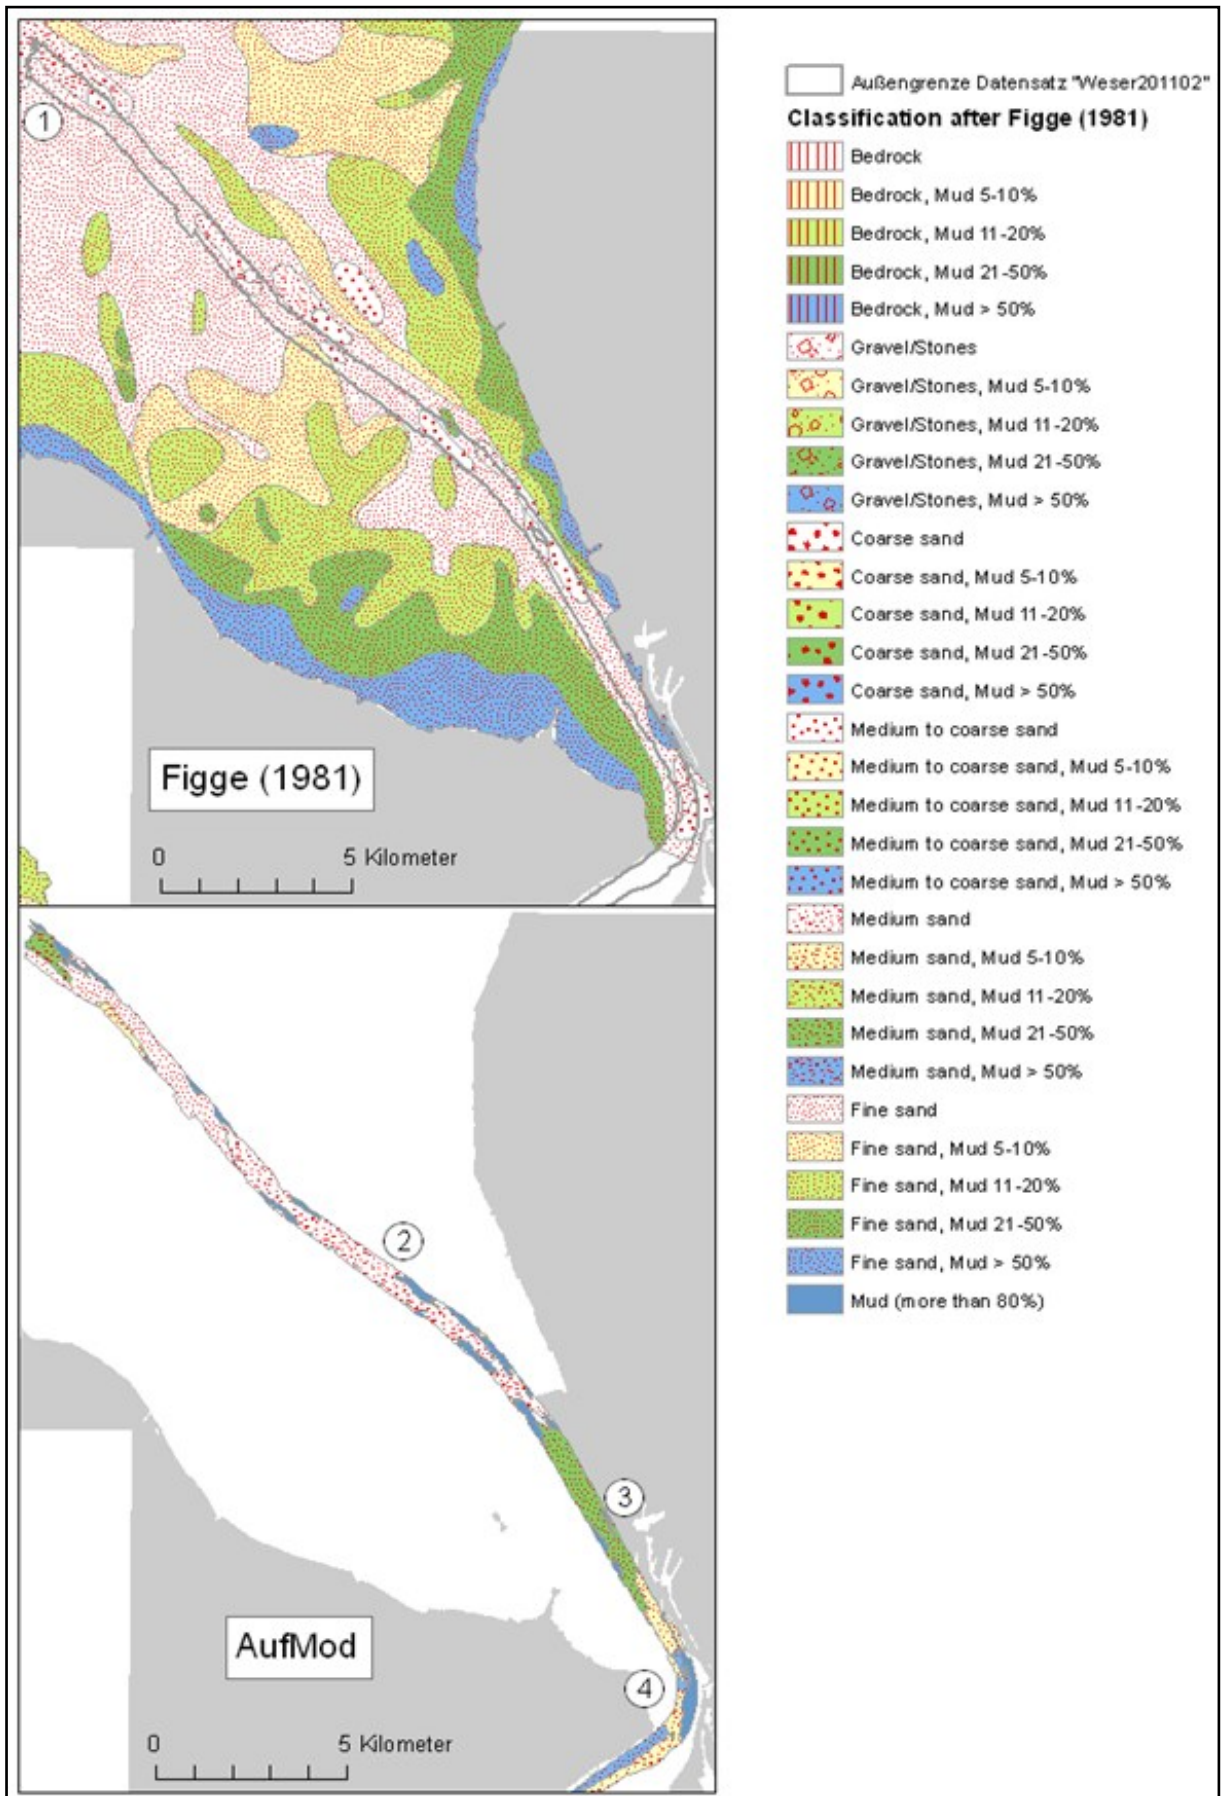 1
Figge (1981)
0 5 Kilometer
2
3
4
AufMod
0 5 Kilometer
Außengrenze Datensatz "Weser201102"
Classification after Figge (1981)
Bedrock
Bedrock, Mud 5-10%
Bedrock, Mud 11-20%
Bedrock, Mud 21-50%
Bedrock, Mud > 50%
Gravel/Stones
Gravel/Stones, Mud 5-10%
Gravel/Stones, Mud 11-20%
Gravel/Stones, Mud 21-50%
Gravel/Stones, Mud > 50%
Coarse sand
Coarse sand, Mud 5-10%
Coarse sand, Mud 11-20%
Coarse sand, Mud 21-50%
Coarse sand, Mud > 50%
Medium to coarse sand
Medium to coarse sand, Mud 5-10%
Medium to coarse sand, Mud 11-20%
Medium to coarse sand, Mud 21-50%
Medium to coarse sand, Mud > 50%
Medium sand
Medium sand, Mud 5-10%
Medium sand, Mud 11-20%
Medium sand, Mud 21-50%
Medium sand, Mud > 50%
Fine sand
Fine sand, Mud 5-10%
Fine sand, Mud 11-20%
Fine sand, Mud 21-50%
Fine sand, Mud > 50%
Mud (more than 80%)